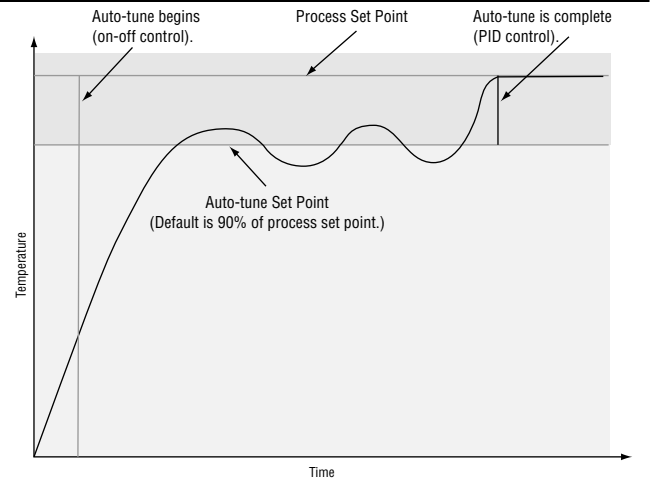 Auto-tune begins
(on-off control).
Process Set Point
Auto-tune is complete
(PID control).
Auto-tune Set Point
(Default is 90% of process set point.)
Temperature
Time